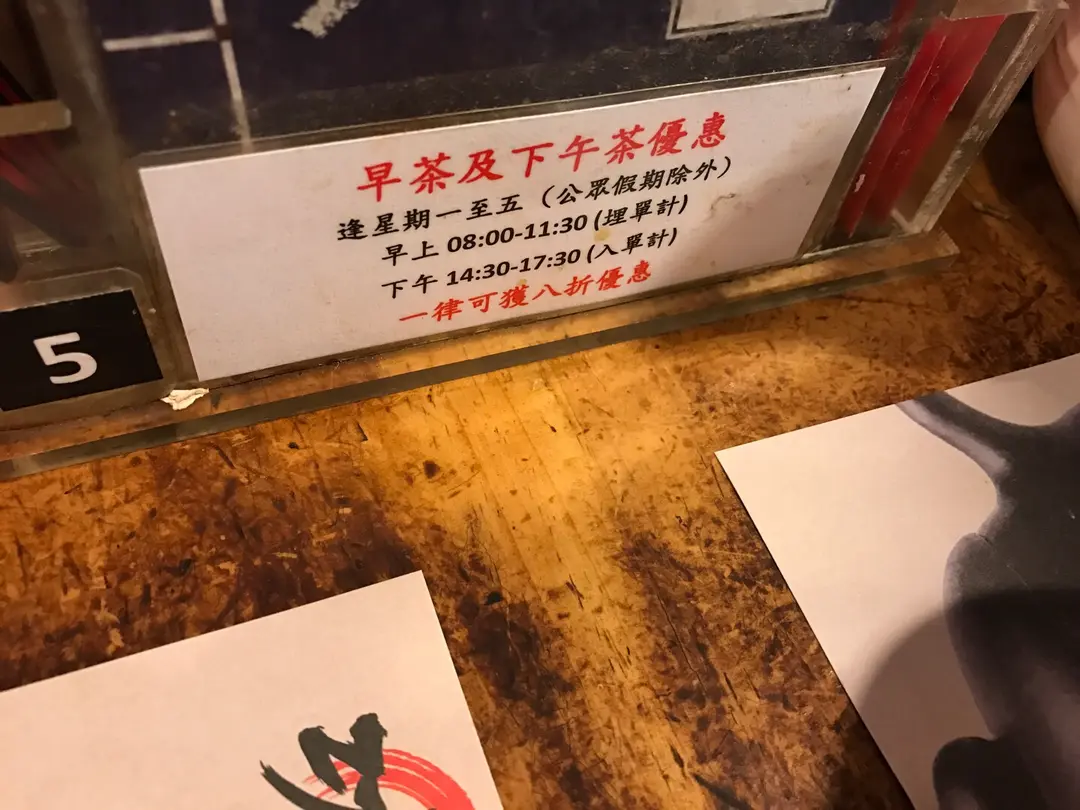 早茶及下午茶優惠
逢星期一至五（公眾假期除外）
早上 08:00-11:30 (埋單計)
下午 14:30-17:30 (入單計)
一律可獲八折優惠
5